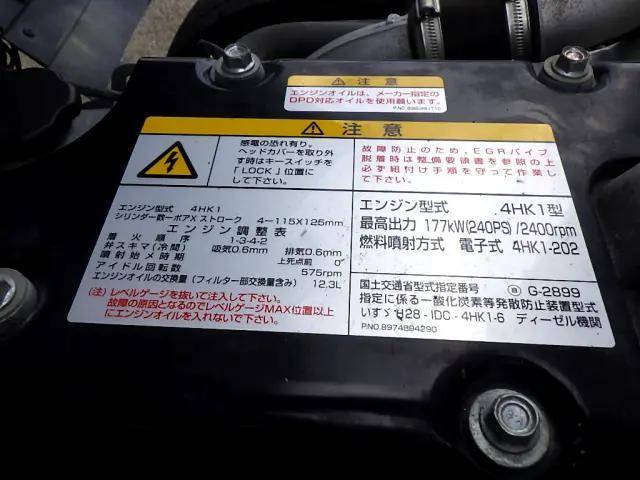 注意
エンジンオイルは、メーカー指定の
DPD対応オイルを使用願います。
注意
感電の恐れ有り。
ヘッドカバーを取り外
す時はキースイッチを
「LOCK」位置に
して下さい。
故障防止のため、EGRパイプ
脱着時は整備要領書を参照の上
必ず組付け手順を守って作業し
て下さい。
エンジン型式 4HK1
シリンダー数ーボアXストローク 4-115X125mm
エンジン調整表
着火順序 1-3-4-2
弁スキマ(冷間) 吸気0.6mm 排気0.6mm
噴射始メ時期 上死点前 0°
アイドル回転数 575rpm
エンジンオイルの交換量(フィルター部交換量含み) 12.3L
(注)レベルゲージを抜いて注入して下さい。
故障の原因となるのでレベルゲージMAX位置以上
にエンジンオイルを入れないで下さい。
エンジン型式 4HK1型
最高出力 177kW(240PS)/2400rpm
燃料噴射方式 電子式 4HK1-202
国土交通省型式指定番号 G-2899
指定に係る一酸化炭素等発散防止装置型式
いすゞH28-IDC-4HK1-6 ディーゼル機関
P.NO.8974894290